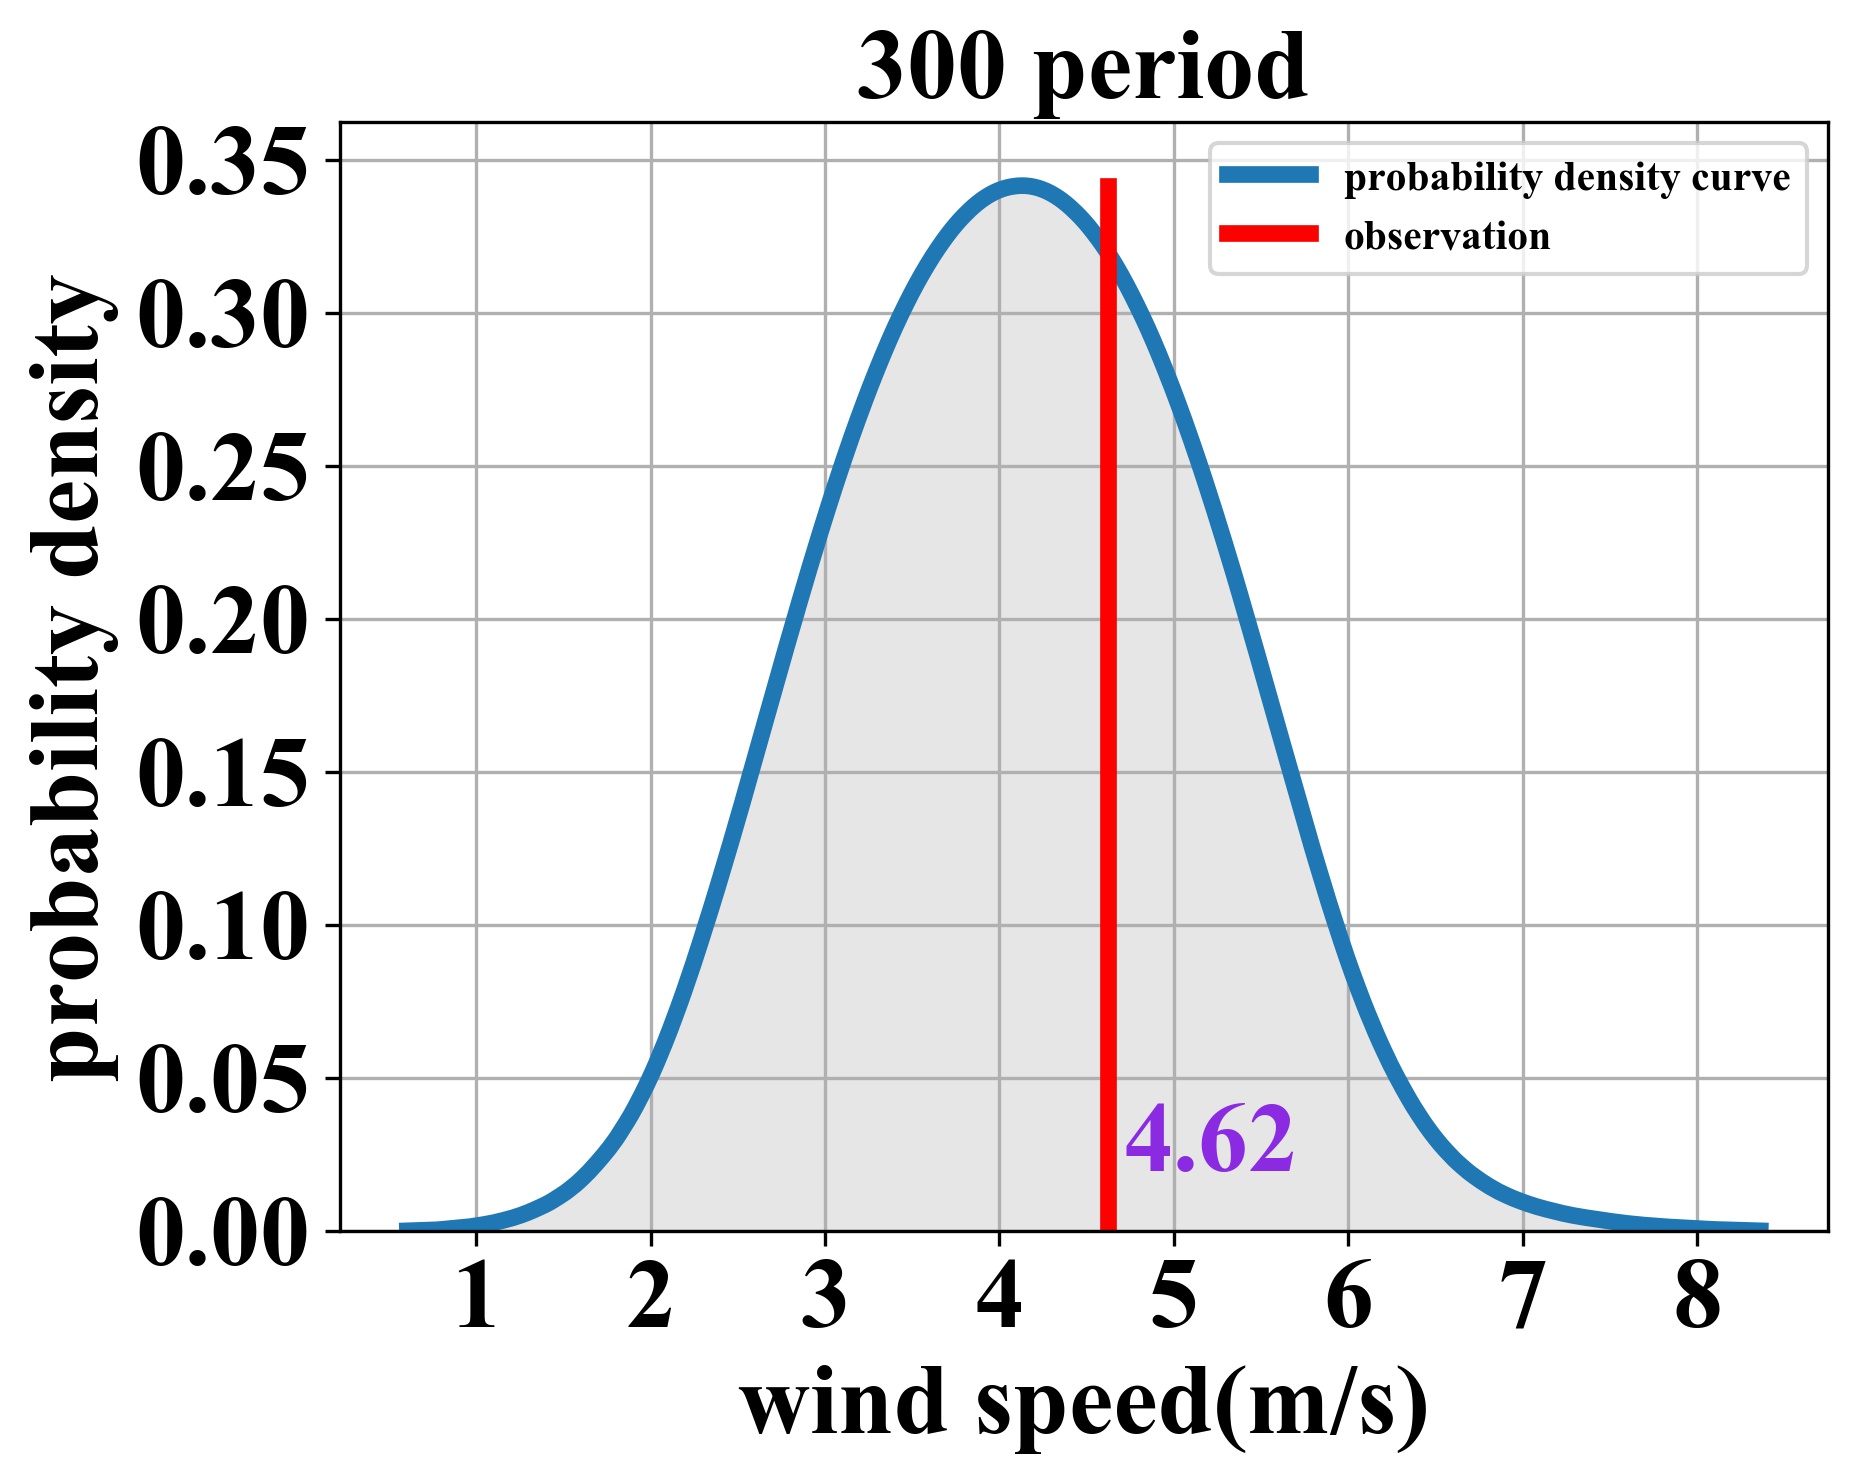 300 period
probability density curve
observation
probability density
0.35
0.30
0.25
0.20
0.15
0.10
0.05
0.00
4.62
1 2 3 4 5 6 7 8
wind speed(m/s)